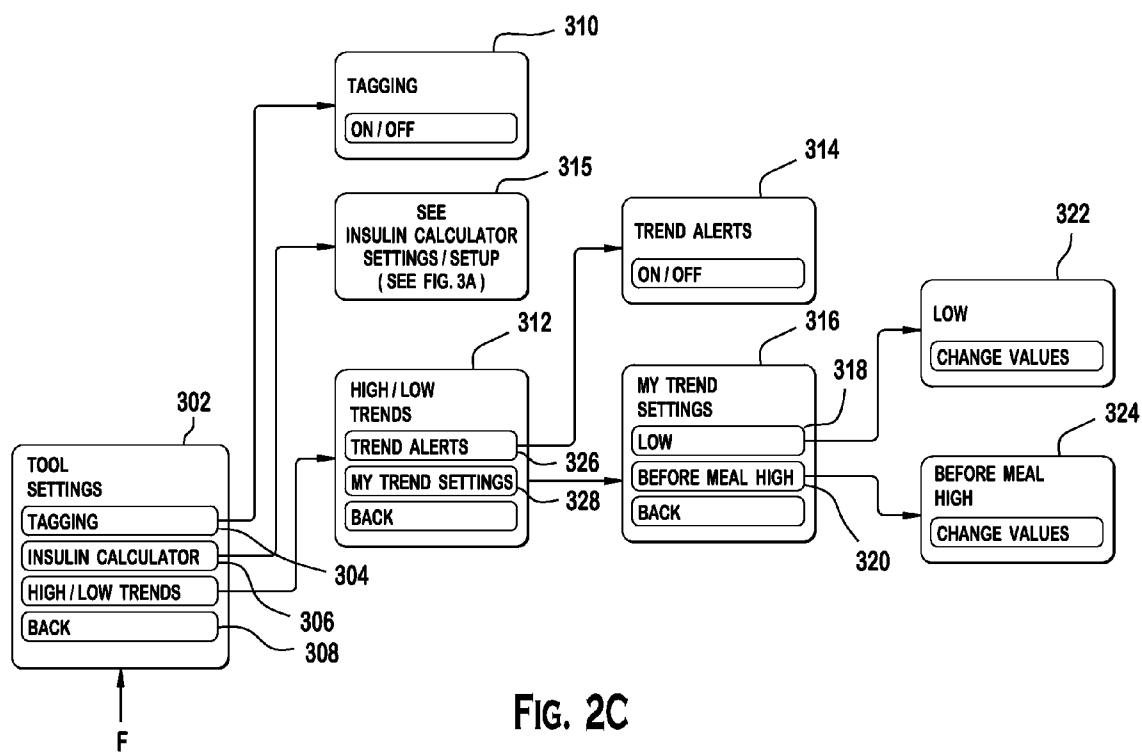 310
TAGGING
ON / OFF
315
SEE
INSULIN CALCULATOR
SETTINGS / SETUP
( SEE FIG. 3A )
314
TREND ALERTS
ON / OFF
322
LOW
CHANGE VALUES
312
HIGH / LOW
TRENDS
TREND ALERTS
326
MY TREND SETTINGS
328
BACK
316
MY TREND
SETTINGS
318
LOW
BEFORE MEAL HIGH
320
BACK
324
BEFORE MEAL
HIGH
CHANGE VALUES
302
TOOL
SETTINGS
TAGGING
304
INSULIN CALCULATOR
306
HIGH / LOW TRENDS
BACK
308
F
FIG. 2C